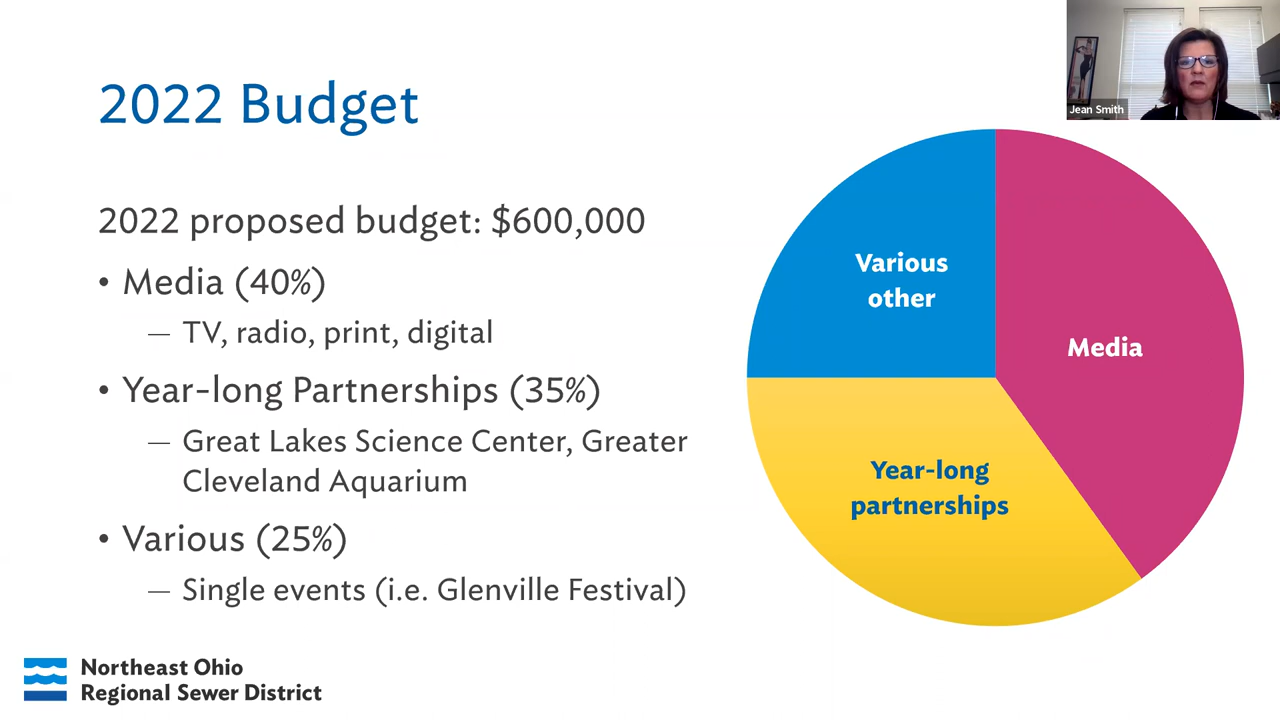 2022 Budget
2022 proposed budget: $600,000
• Media (40%)
— TV, radio, print, digital
• Year-long Partnerships (35%)
— Great Lakes Science Center, Greater
Cleveland Aquarium
• Various (25%)
— Single events (i.e. Glenville Festival)
Various
other
Media
Year-long
partnerships
Jean Smith
Northeast Ohio
Regional Sewer District